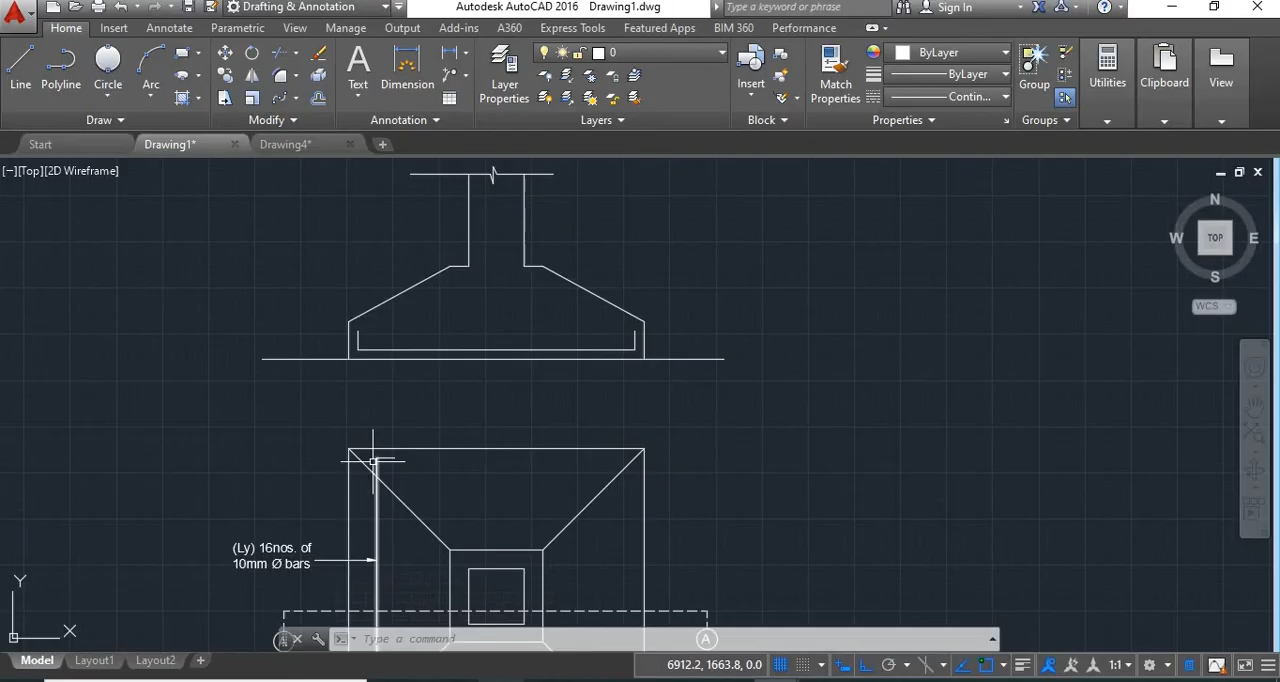 Drafting & Annotation
Autodesk AutoCAD 2016 Drawing1.dwg
Type a keyword or phrase
Sign In
Home Insert Annotate Parametric View Manage Output Add-ins A360 Express Tools Featured Apps BIM 360 Performance
Line Polyline Circle Arc
Text Dimension
Layer Properties
0
Insert
Match Properties
ByLayer
ByLayer
Contin...
Group
Utilities
Clipboard
View
Draw Modify Annotation Layers Block Properties Groups
Start Drawing1* Drawing4*
[−][Top][2D Wireframe]
N
W TOP E
S
WCS
(Ly) 16nos. of
10mm Ø bars
Y
X
A A
Type a command
Model Layout1 Layout2
6912.2, 1663.8, 0.0
1:1